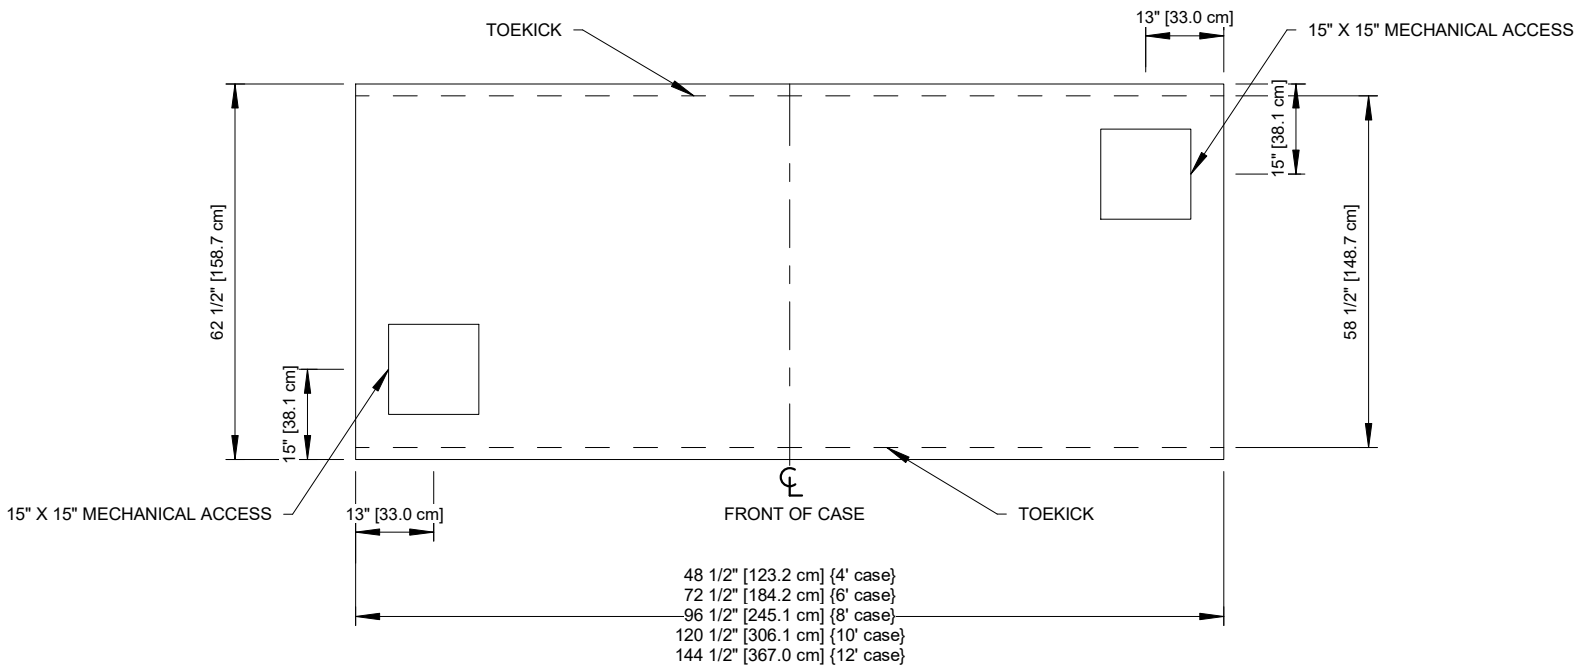 13" [33.0 cm]
TOEKICK
15" X 15" MECHANICAL ACCESS
15" [38.1 cm]
62 1/2" [158.7 cm]
58 1/2" [148.7 cm]
15" [38.1 cm]
CL
15" X 15" MECHANICAL ACCESS
13" [33.0 cm]
FRONT OF CASE
TOEKICK
48 1/2" [123.2 cm] {4' case}
72 1/2" [184.2 cm] {6' case}
96 1/2" [245.1 cm] {8' case}
120 1/2" [306.1 cm] {10' case}
144 1/2" [367.0 cm] {12' case}